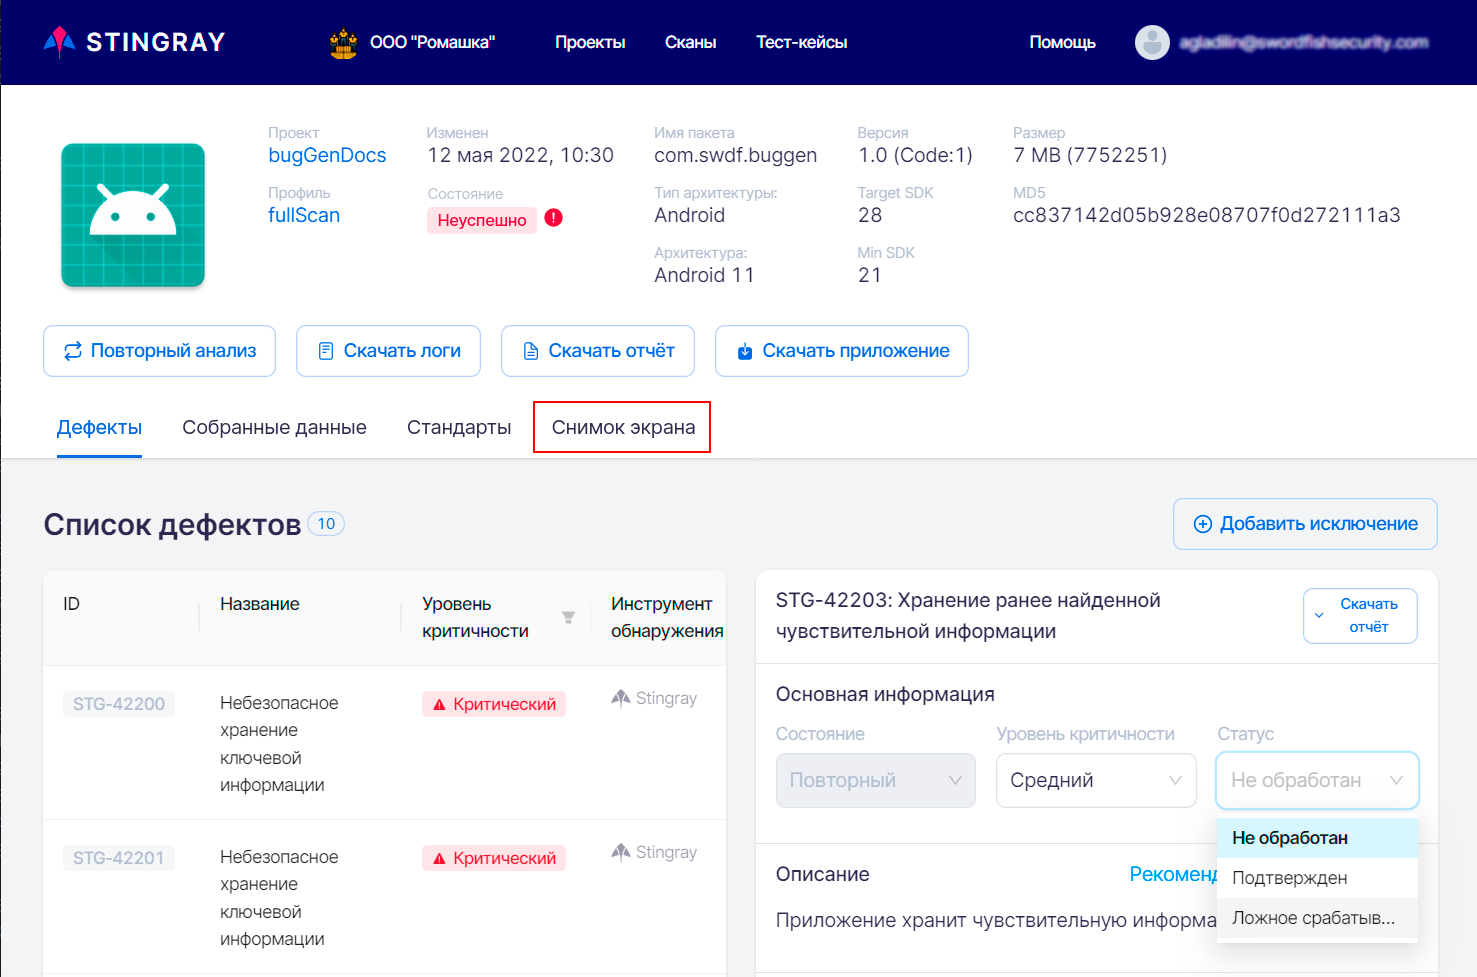 STINGRAY
ООО "Ромашка"
Проекты
Сканы
Тест-кейсы
Помощь
agladilin@swordfishsecurity.com
Проект
bugGenDocs
Изменен
12 мая 2022, 10:30
Имя пакета
com.swdf.buggen
Версия
1.0 (Code:1)
Размер
7 MB (7752251)
Профиль
fullScan
Состояние
Неуспешно
Тип архитектуры:
Android
Target SDK
28
MD5
cc837142d05b928e08707f0d272111a3
Архитектура:
Android 11
Min SDK
21
Повторный анализ
Скачать логи
Скачать отчёт
Скачать приложение
Дефекты
Собранные данные
Стандарты
Снимок экрана
Список дефектов 10
Добавить исключение
ID
Название
Уровень
критичности
Инструмент
обнаружения
STG-42200
Небезопасное
хранение
ключевой
информации
Критический
Stingray
STG-42201
Небезопасное
хранение
ключевой
информации
Критический
Stingray
STG-42203: Хранение ранее найденной
чувствительной информации
Скачать
отчёт
Основная информация
Состояние
Повторный
Уровень критичности
Средний
Статус
Не обработан
Не обработан
Подтвержден
Ложное срабатыв...
Описание
Рекоменд
Приложение хранит чувствительную информа